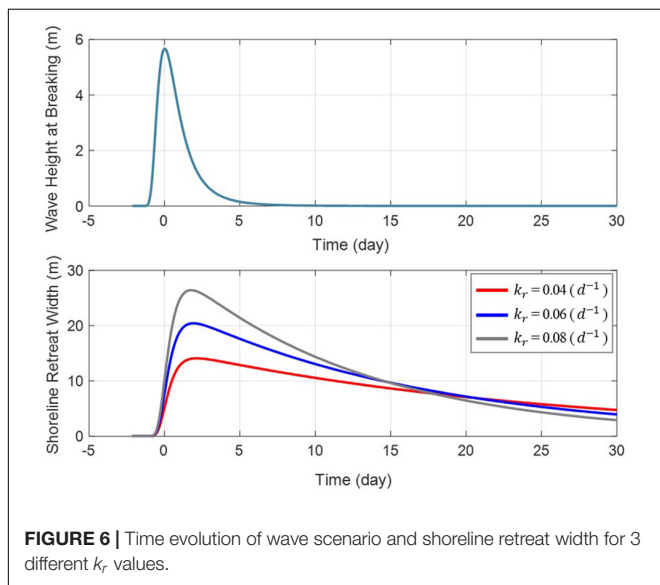 Wave Height at Breaking (m)
6
4
2
0
-5
0
5
10
15
20
25
30
Time (day)
Shoreline Retreat Width (m)
30
20
10
0
k_r = 0.04 (d⁻¹)
k_r = 0.06 (d⁻¹)
k_r = 0.08 (d⁻¹)
-5
0
5
10
15
20
25
30
Time (day)
FIGURE 6 | Time evolution of wave scenario and shoreline retreat width for 3
different k_r values.